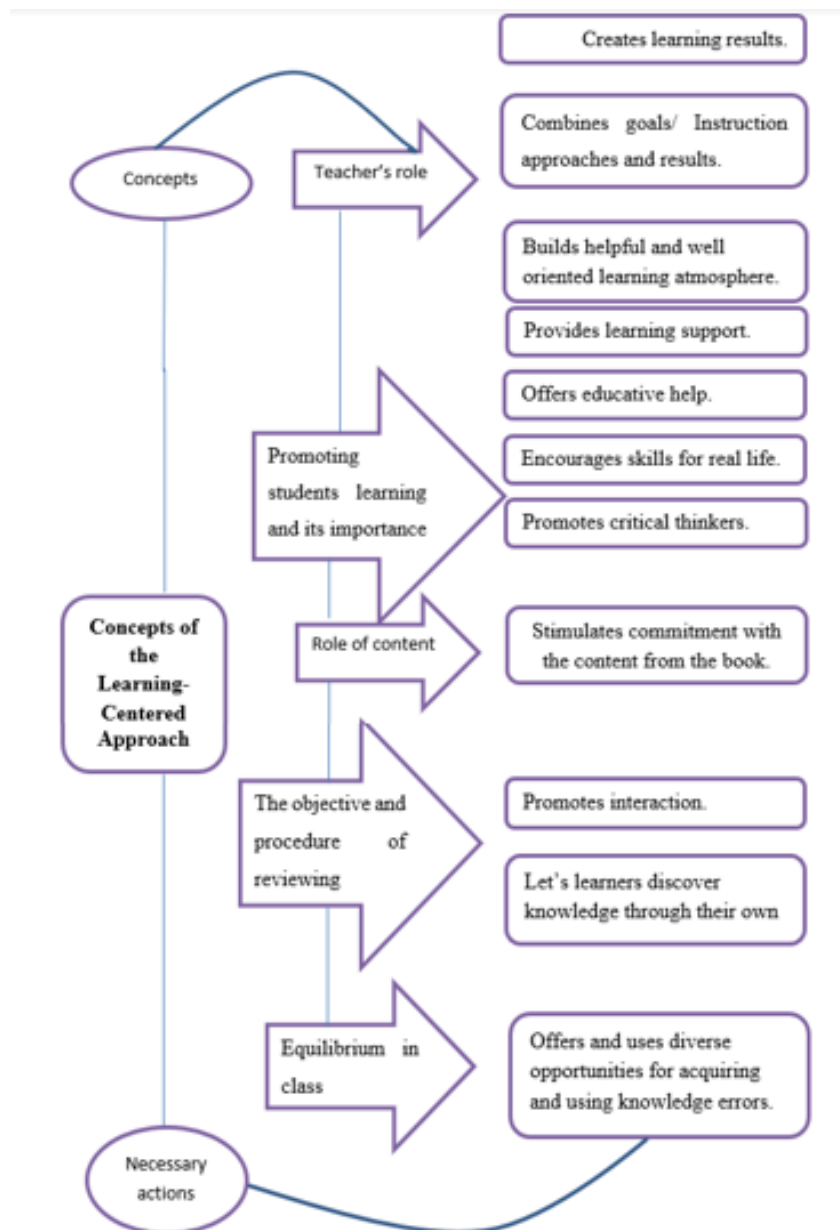 Creates learning results.
Concepts
Teacher's role
Combines goals/ Instruction
approaches and results.
Builds helpful and well
oriented learning atmosphere.
Provides learning support.
Offers educative help.
Promoting
students learning
and its importance
Encourages skills for real life.
Promotes critical thinkers.
Concepts of
the
Learning-
Centered
Approach
Role of content
Stimulates commitment with
the content from the book.
The objective and
procedure of
reviewing
Promotes interaction.
Let's learners discover
knowledge through their own
Equilibrium in
class
Offers and uses diverse
opportunities for acquiring
and using knowledge errors.
Necessary
actions